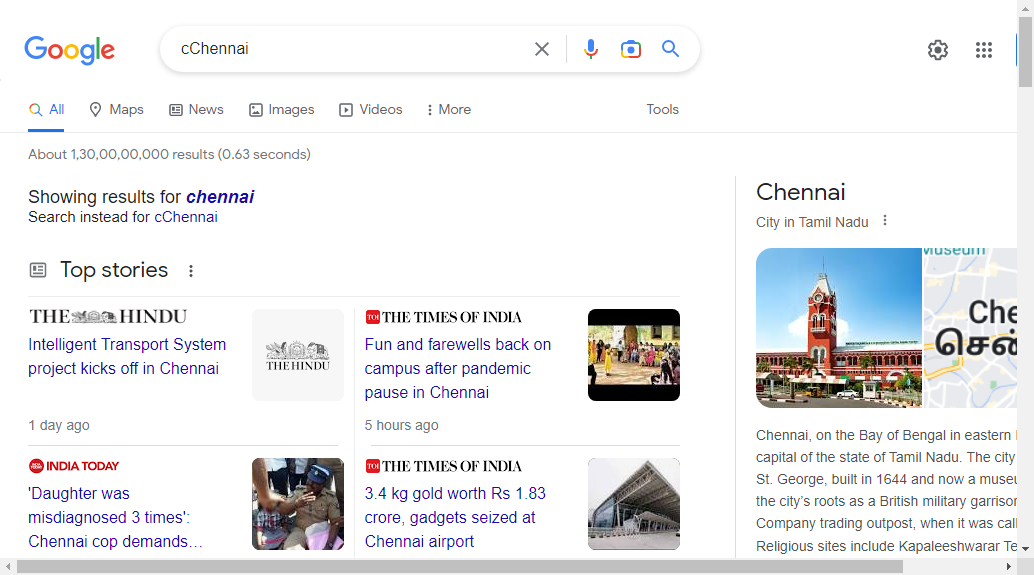 Google
cChennai
All
Maps
News
Images
Videos
More
Tools
About 1,30,00,00,000 results (0.63 seconds)
Showing results for chennai
Search instead for cChennai
Top stories
THE HINDU
Intelligent Transport System
project kicks off in Chennai
THE HINDU
1 day ago
TOI THE TIMES OF INDIA
Fun and farewells back on
campus after pandemic
pause in Chennai
5 hours ago
INDIA TODAY
'Daughter was
misdiagnosed 3 times':
Chennai cop demands...
TOI THE TIMES OF INDIA
3.4 kg gold worth Rs 1.83
crore, gadgets seized at
Chennai airport
Chennai
City in Tamil Nadu
Museum
Che
சென்
Chennai, on the Bay of Bengal in eastern
capital of the state of Tamil Nadu. The city
St. George, built in 1644 and now a museu
the city's roots as a British military garrison
Company trading outpost, when it was call
Religious sites include Kapaleeshwarar Te